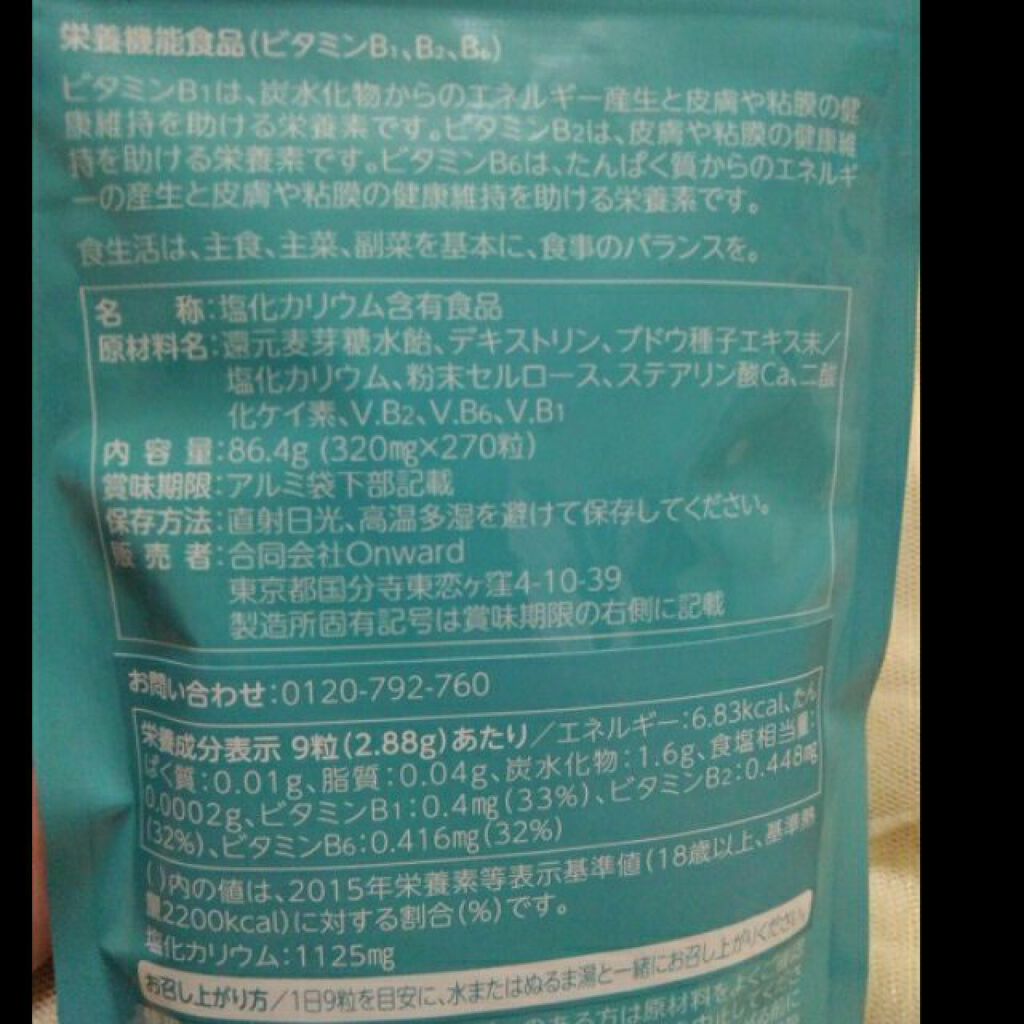 栄養機能食品(ビタミンB1、B2、B6)
ビタミンB1は、炭水化物からのエネルギー産生と皮膚や粘膜の健
康維持を助ける栄養素です。ビタミンB2は、皮膚や粘膜の健康維
持を助ける栄養素です。ビタミンB6は、たんぱく質からのエネルギ
ーの産生と皮膚や粘膜の健康維持を助ける栄養素です。
食生活は、主食、主菜、副菜を基本に、食事のバランスを。
名 称:塩化カリウム含有食品
原材料名:還元麦芽糖水飴、デキストリン、ブドウ種子エキス末/
塩化カリウム、粉末セルロース、ステアリン酸Ca、二酸
化ケイ素、V.B2、V.B6、V.B1
内容量:86.4g (320mg×270粒)
賞味期限:アルミ袋下部記載
保存方法:直射日光、高温多湿を避けて保存してください。
販売者:合同会社Onward
東京都国分寺東恋ヶ窪4-10-39
製造所固有記号は賞味期限の右側に記載
お問い合わせ:0120-792-760
栄養成分表示 9粒(2.88g)あたり/エネルギー:6.83kcal、たん
ぱく質:0.01g、脂質:0.04g、炭水化物:1.6g、食塩相当量:
0.0002g、ビタミンB1:0.4mg(33%)、ビタミンB2:0.448mg
(32%)、ビタミンB6:0.416mg(32%)
( )内の値は、2015年栄養素等表示基準値(18歳以上、基準熱
量2200kcal)に対する割合(%)です。
塩化カリウム:1125mg
お召し上がり方/1日9粒を目安に、水またはぬるま湯と一緒にお召し上がりください。
のある方は原材料をよくご確認